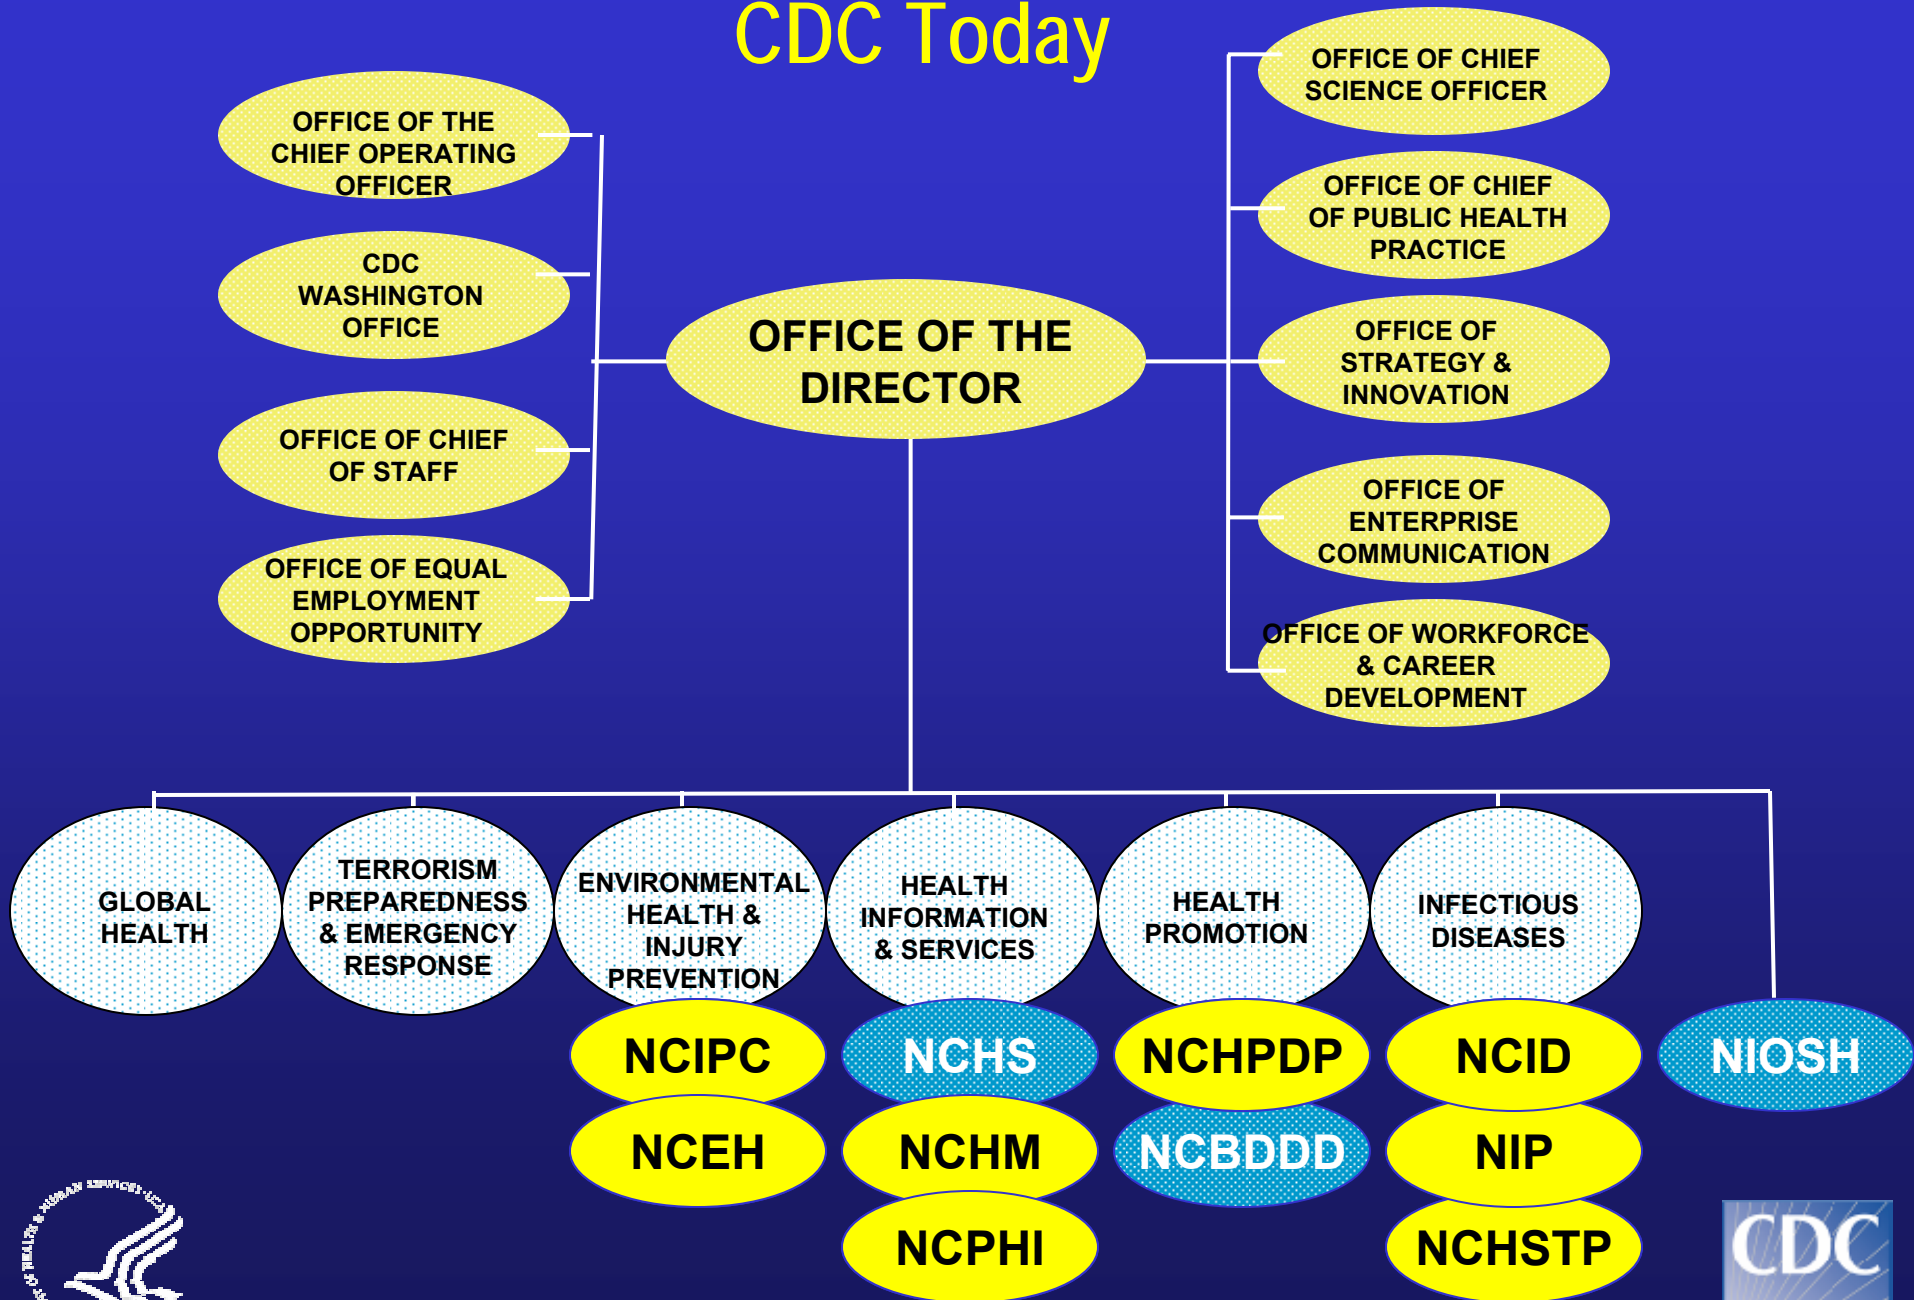 CDC Today
OFFICE OF THE
CHIEF OPERATING
OFFICER
CDC
WASHINGTON
OFFICE
OFFICE OF CHIEF
OF STAFF
OFFICE OF EQUAL
EMPLOYMENT
OPPORTUNITY
OFFICE OF THE
DIRECTOR
OFFICE OF CHIEF
SCIENCE OFFICER
OFFICE OF CHIEF
OF PUBLIC HEALTH
PRACTICE
OFFICE OF
STRATEGY &
INNOVATION
OFFICE OF
ENTERPRISE
COMMUNICATION
OFFICE OF WORKFORCE
& CAREER
DEVELOPMENT
GLOBAL
HEALTH
TERRORISM
PREPAREDNESS
& EMERGENCY
RESPONSE
ENVIRONMENTAL
HEALTH &
INJURY
PREVENTION
NCIPC
NCEH
HEALTH
INFORMATION
& SERVICES
NCHS
NCHM
NCPHI
HEALTH
PROMOTION
NCHPDP
NCBDDD
INFECTIOUS
DISEASES
NCID
NIP
NCHSTP
NIOSH
OF HEALTH & HUMAN SERVICES
CDC